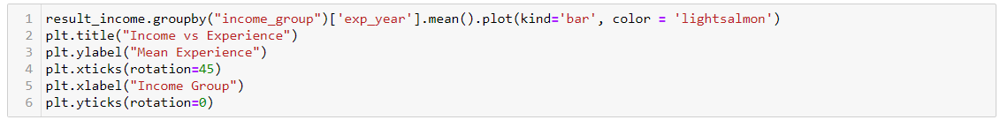 1 result_income.groupby("income_group")['exp_year'].mean().plot(kind='bar', color = 'lightsalmon')
2 plt.title("Income vs Experience")
3 plt.ylabel("Mean Experience")
4 plt.xticks(rotation=45)
5 plt.xlabel("Income Group")
6 plt.yticks(rotation=0)